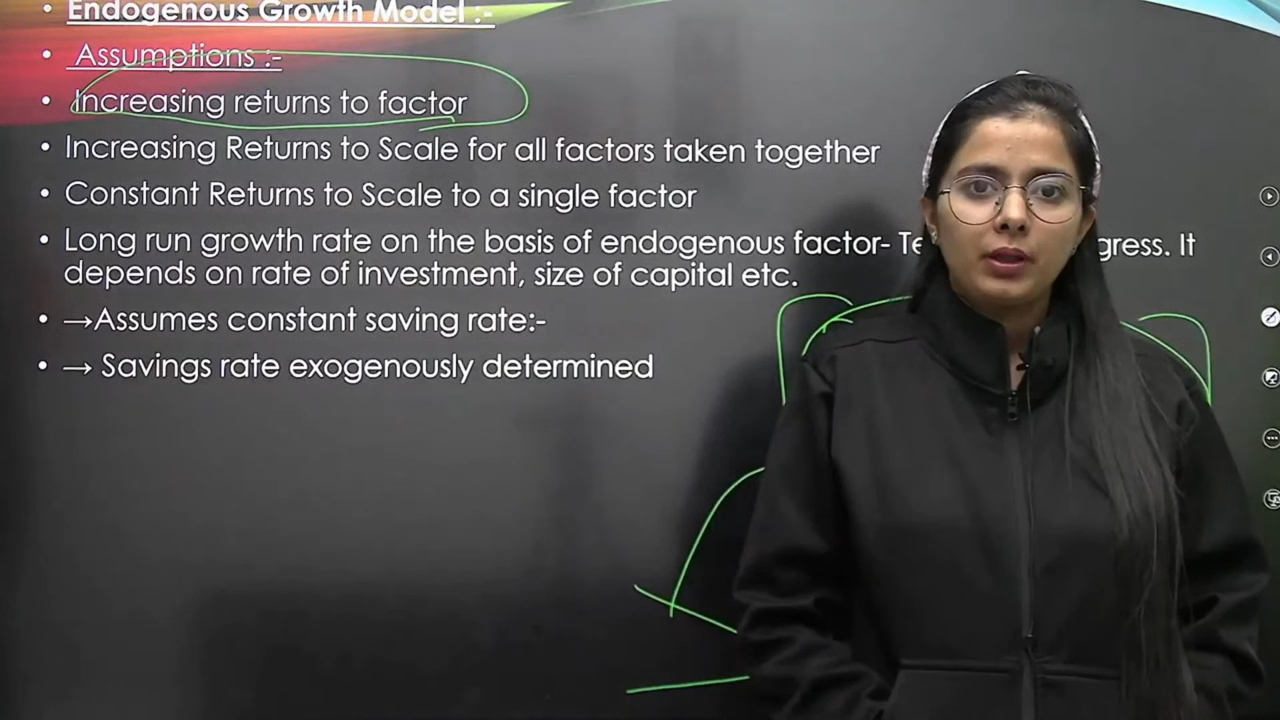 Endogenous Growth Model :-
Assumptions :-
Increasing returns to factor
Increasing Returns to Scale for all factors taken together
Constant Returns to Scale to a single factor
Long run growth rate on the basis of endogenous factor- gress. It
depends on rate of investment, size of capital etc.
→Assumes constant saving rate:-
→ Savings rate exogenously determined